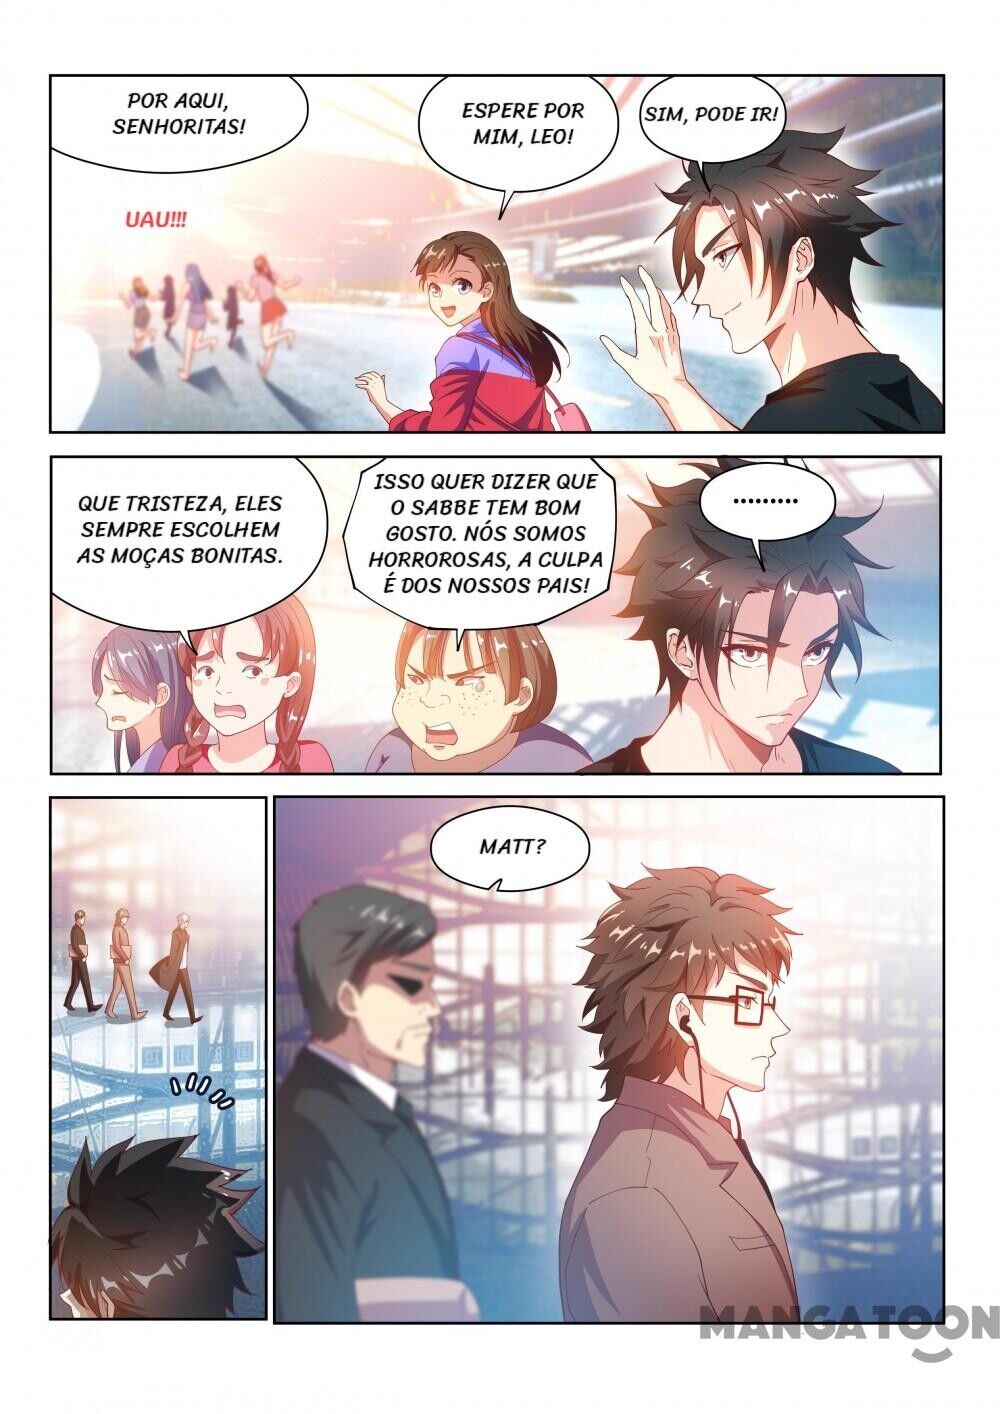 POR AQUI,
SENHORITAS!
ESPERE POR
MIM, LEO!
SIM, PODE IR!
UAU!!!
QUE TRISTEZA, ELES
SEMPRE ESCOLHEM
AS MOÇAS BONITAS.
ISSO QUER DIZER QUE
O SABBE TEM BOM
GOSTO. NÓS SOMOS
HORROROSAS, A CULPA
É DOS NOSSOS PAIS!
.........
MATT?
MANGATOON